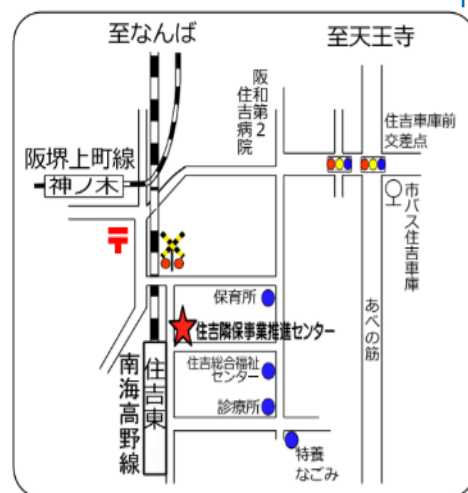 至なんば
至天王寺
阪和第2
住吉病院
住吉車庫前
交差点
阪堺上町線
神ノ木
市バス住吉車庫
〒
保育所
あべの筋
住吉隣保事業推進センター
住吉東
南海高野線
住吉総合福祉
センター
診療所
特養
なごみ